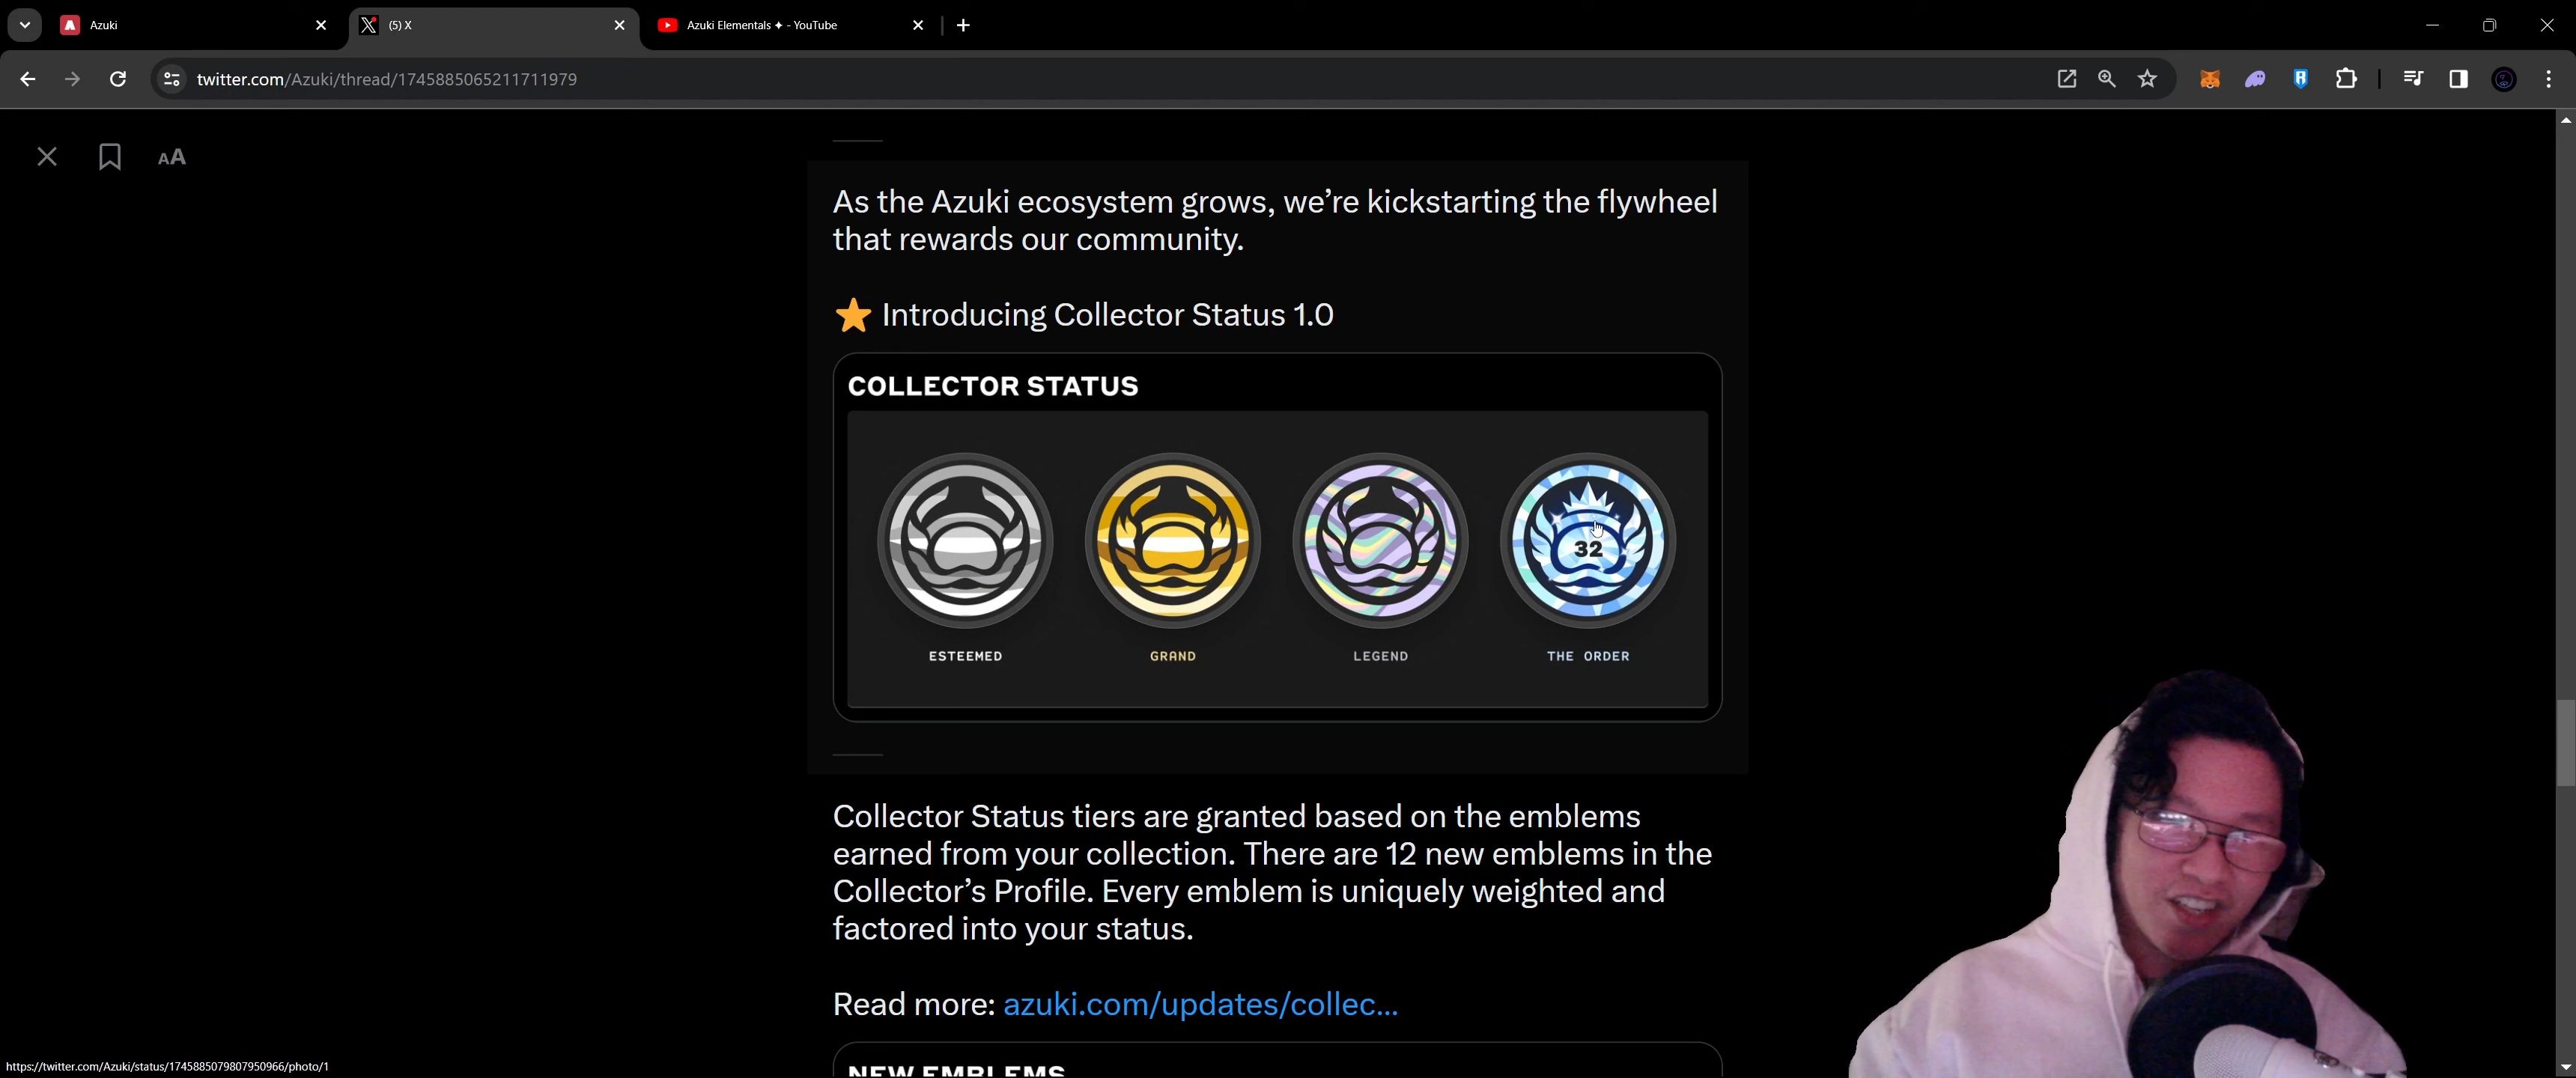 Azuki
(5) X
Azuki Elementals ✦ - YouTube
twitter.com/Azuki/thread/1745885065211711979
AA
As the Azuki ecosystem grows, we’re kickstarting the flywheel
that rewards our community.
⭐ Introducing Collector Status 1.0
COLLECTOR STATUS
32
ESTEEMED
GRAND
LEGEND
THE ORDER
Collector Status tiers are granted based on the emblems
earned from your collection. There are 12 new emblems in the
Collector’s Profile. Every emblem is uniquely weighted and
factored into your status.
Read more: azuki.com/updates/collec...
NEW EMBLEMS
https://twitter.com/Azuki/status/1745885079807950966/photo/1